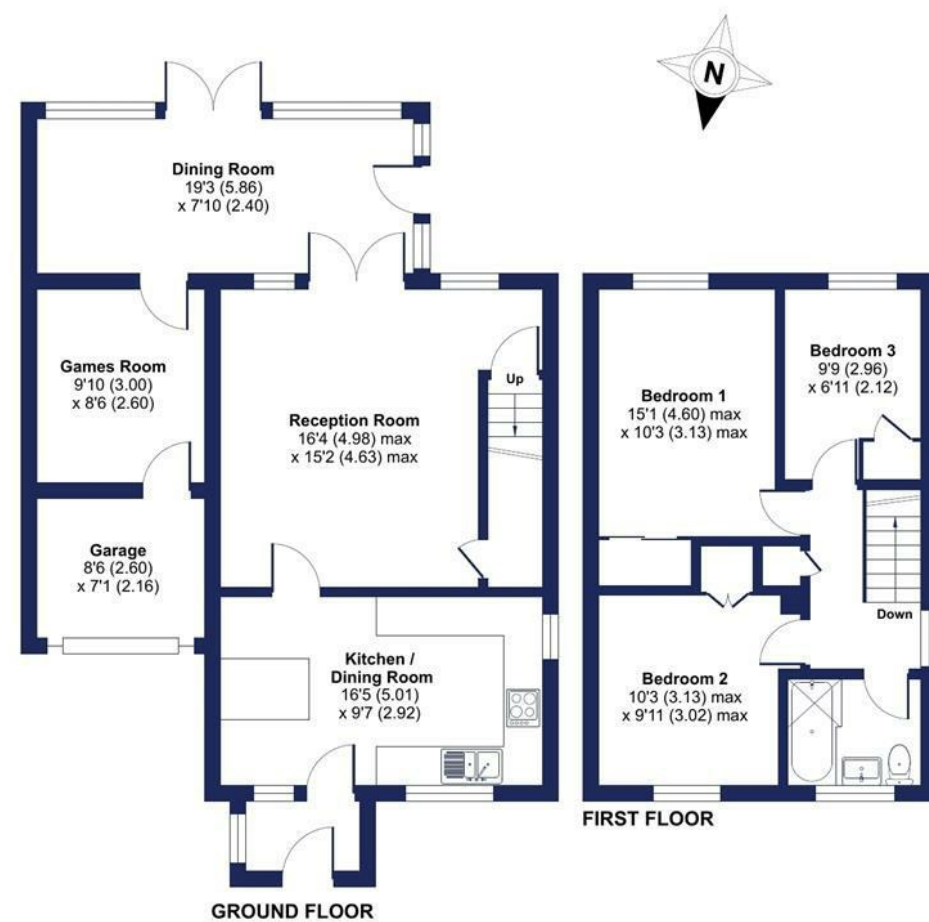 N
Dining Room
19'3 (5.86)
x 7'10 (2.40)
Games Room
9'10 (3.00)
x 8'6 (2.60)
Up
Reception Room
16'4 (4.98) max
x 15'2 (4.63) max
Garage
8'6 (2.60)
x 7'1 (2.16)
Kitchen /
Dining Room
16'5 (5.01)
x 9'7 (2.92)
GROUND FLOOR
Bedroom 1
15'1 (4.60) max
x 10'3 (3.13) max
Bedroom 3
9'9 (2.96)
x 6'11 (2.12)
Down
Bedroom 2
10'3 (3.13) max
x 9'11 (3.02) max
FIRST FLOOR